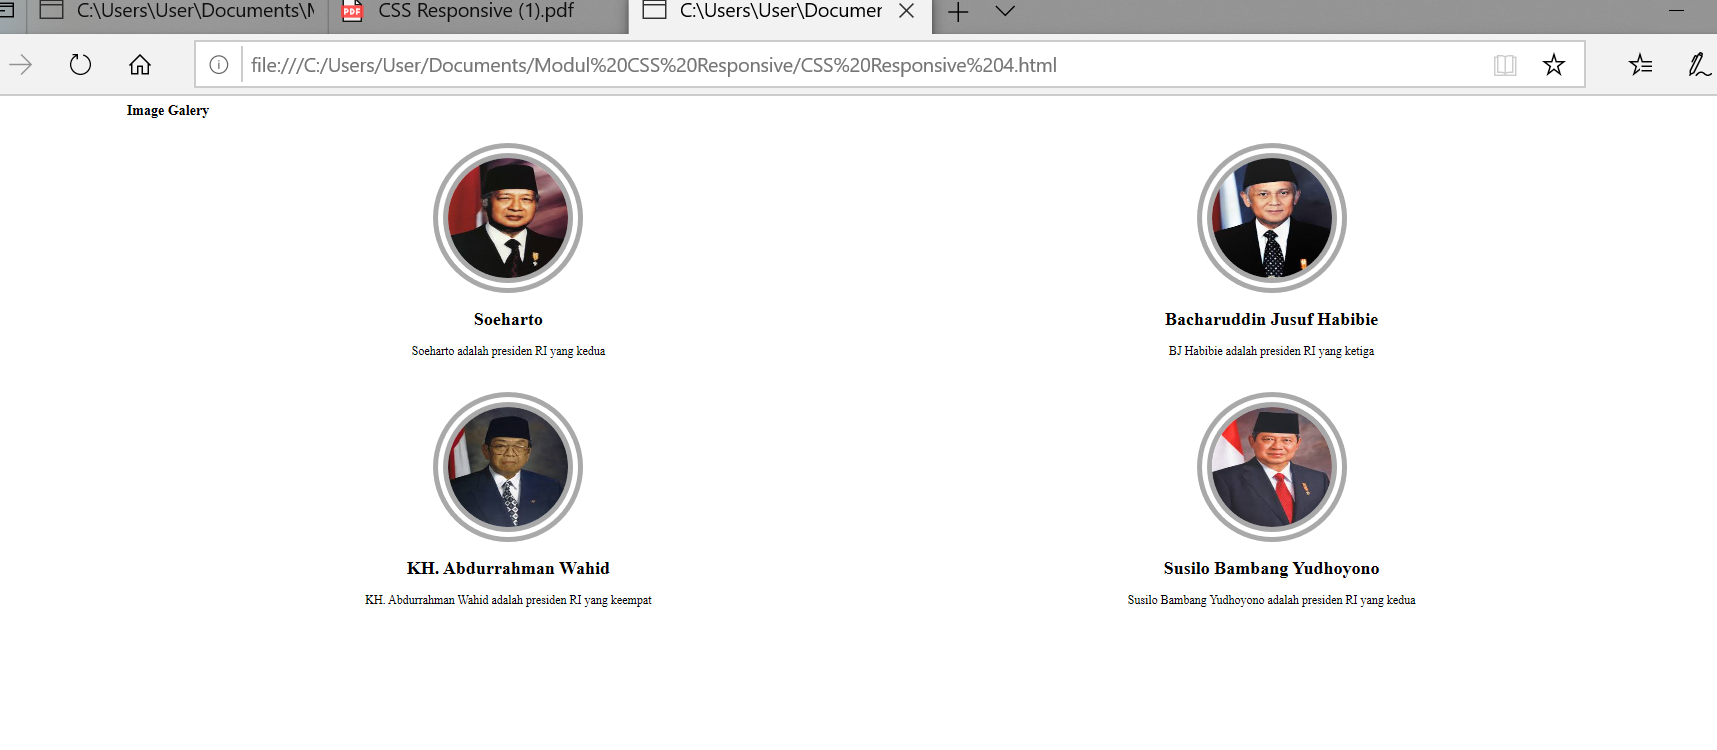 C:\Users\User\Documents\M
PDF CSS Responsive (1).pdf
C:\Users\User\Documer
file:///C:/Users/User/Documents/Modul%20CSS%20Responsive/CSS%20Responsive%204.html
Image Galery
Soeharto
Soeharto adalah presiden RI yang kedua
Bacharuddin Jusuf Habibie
BJ Habibie adalah presiden RI yang ketiga
KH. Abdurrahman Wahid
KH. Abdurrahman Wahid adalah presiden RI yang keempat
Susilo Bambang Yudhoyono
Susilo Bambang Yudhoyono adalah presiden RI yang kedua